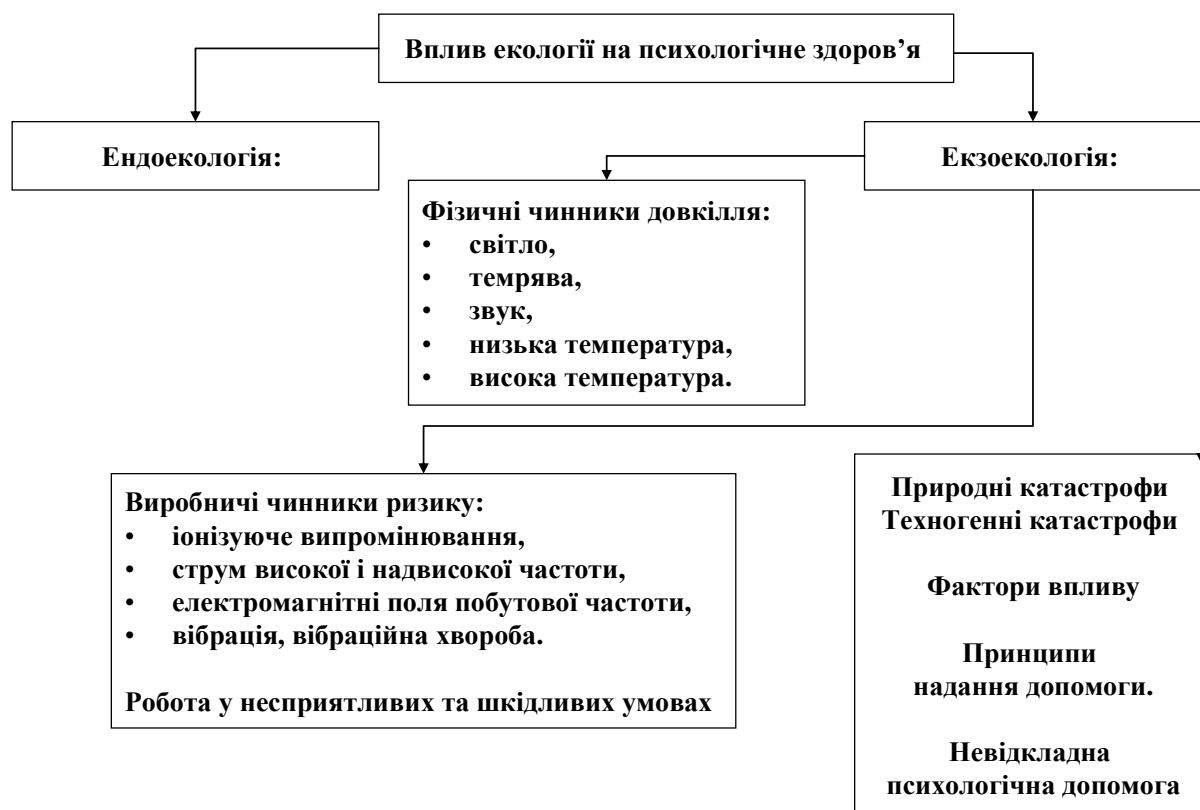 Вплив екології на психологічне здоров’я
Ендоекологія:
Екзоекологія:
Фізичні чинники довкілля:
• світло,
• темрява,
• звук,
• низька температура,
• висока температура.
Виробничі чинники ризику:
• іонізуюче випромінювання,
• струм високої і надвисокої частоти,
• електромагнітні поля побутової частоти,
• вібрація, вібраційна хвороба.
Робота у несприятливих та шкідливих умовах
Природні катастрофи
Техногенні катастрофи
Фактори впливу
Принципи
надання допомоги.
Невідкладна
психологічна допомога